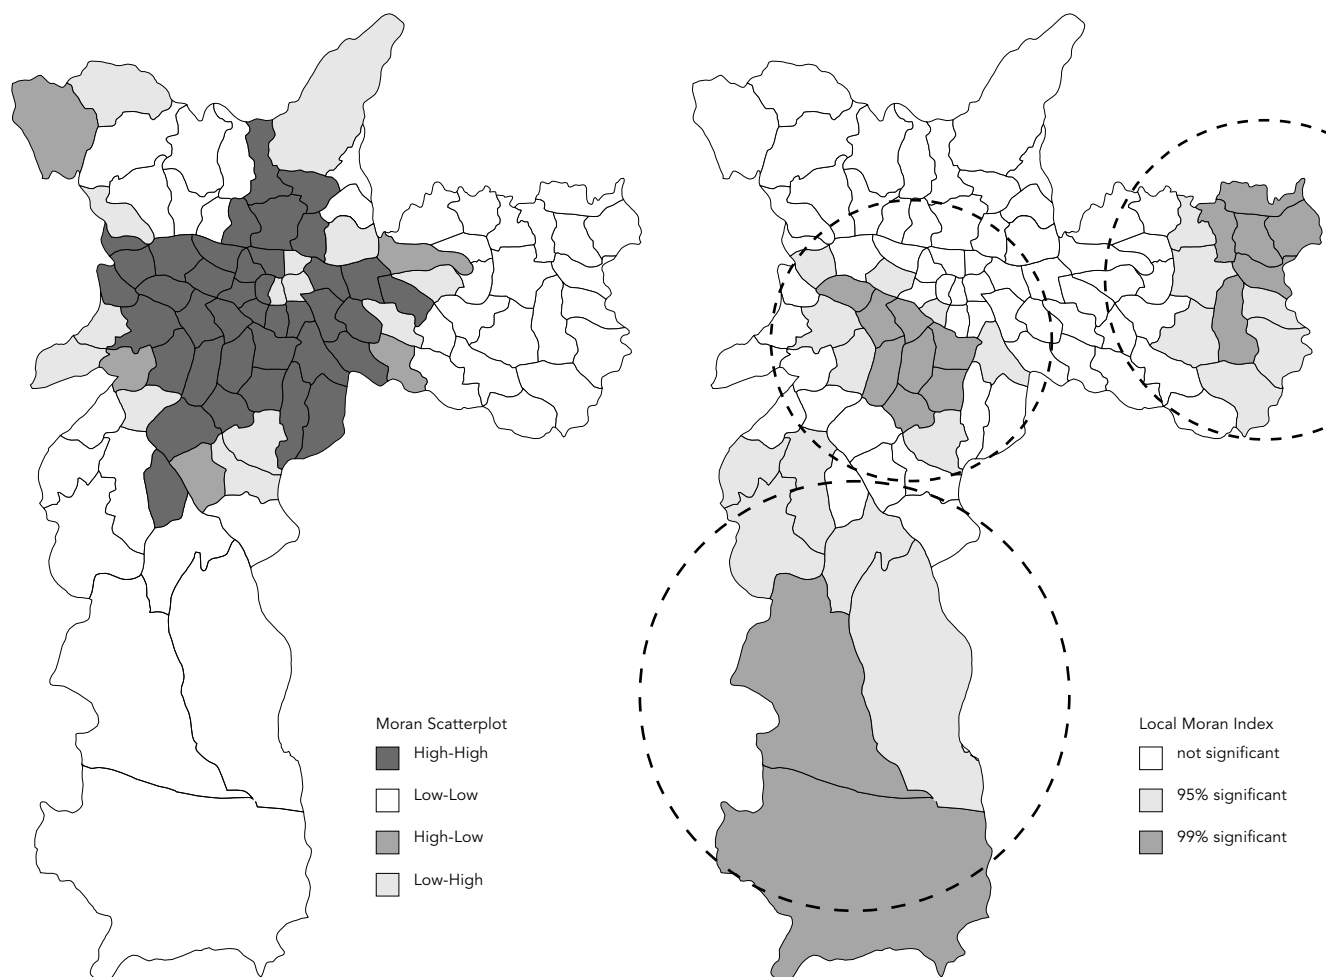 Moran Scatterplot
High-High
Low-Low
High-Low
Low-High
Local Moran Index
not significant
95% significant
99% significant